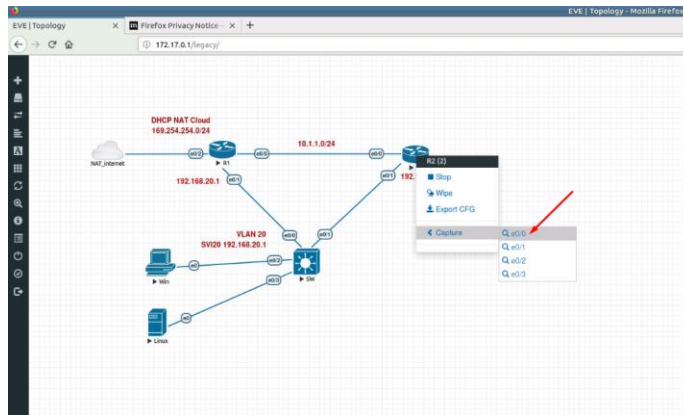 EVE | Topology - Mozilla Firefox
EVE | Topology
Firefox Privacy Notice
172.17.0.1/legacy/
DHCP NAT Cloud
169.254.254.0/24
NAT_internet
e0/2
R1
e0/0
10.1.1.0/24
e0/0
192.168.20.1
e0/1
e0/1
192.
R2 (2)
Stop
Wipe
Export CFG
Capture
e0/0
e0/1
e0/2
e0/3
VLAN 20
SVI20 192.168.20.1
e0/0
e0/1
e0
e0/2
Win
e0/3
SW
e0
Linux